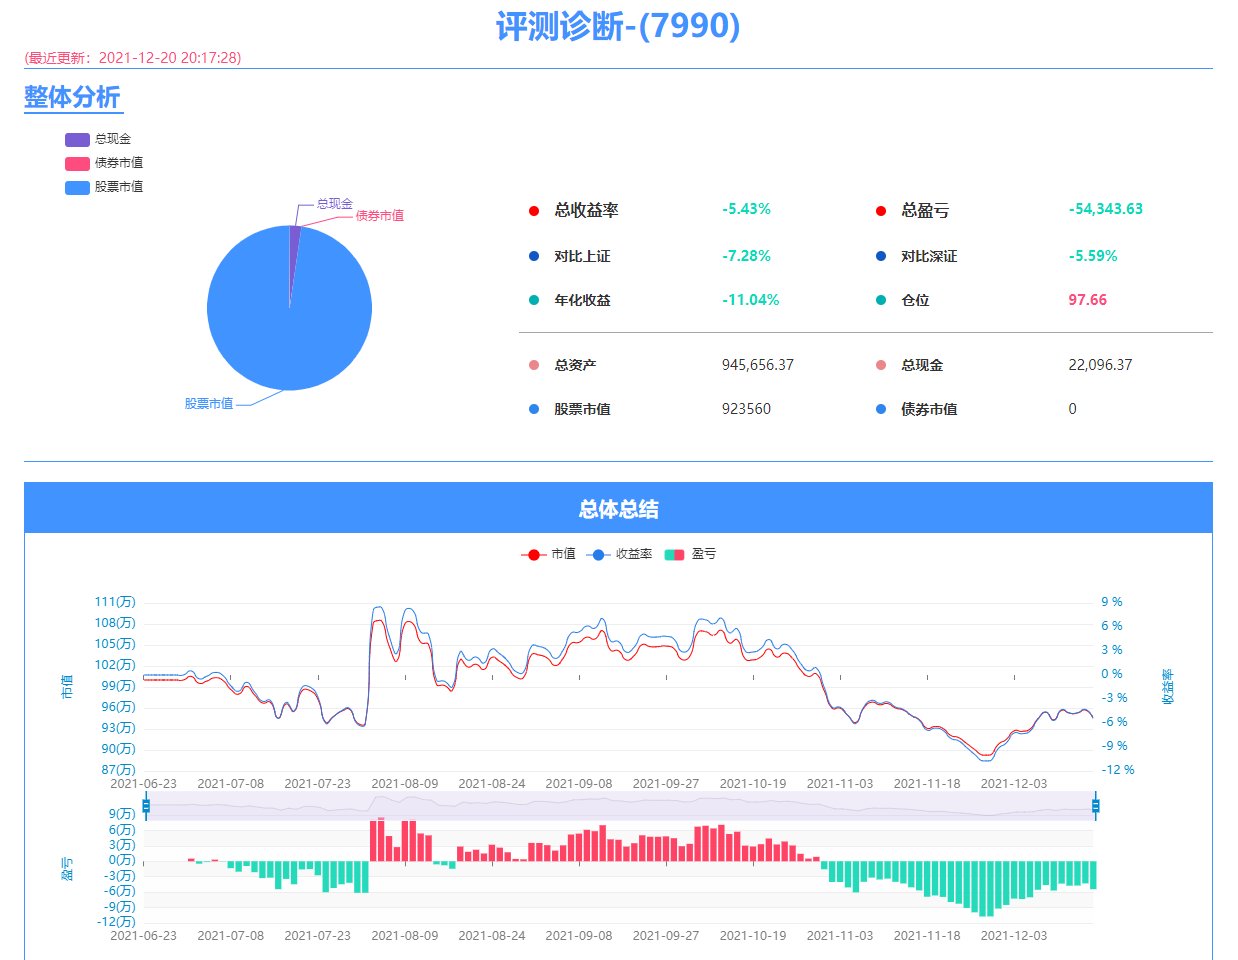 评测诊断-(7990)
(最近更新：2021-12-20 20:17:28)
整体分析
总现金
债券市值
股票市值
总现金
债券市值
股票市值
总收益率 -5.43% 总盈亏 -54,343.63
对比上证 -7.28% 对比深证 -5.59%
年化收益 -11.04% 仓位 97.66
总资产 945,656.37 总现金 22,096.37
股票市值 923560 债券市值 0
总体总结
市值 收益率 盈亏
111(万) 9 %
108(万) 6 %
105(万) 3 %
102(万) 0 %
99(万) -3 %
96(万) -6 %
93(万) -9 %
90(万) -12 %
87(万)
市值
收益率
2021-06-23 2021-07-08 2021-07-23 2021-08-09 2021-08-24 2021-09-08 2021-09-27 2021-10-19 2021-11-03 2021-11-18 2021-12-03
9(万)
6(万)
3(万)
0(万)
-3(万)
-6(万)
-9(万)
-12(万)
盈亏
2021-06-23 2021-07-08 2021-07-23 2021-08-09 2021-08-24 2021-09-08 2021-09-27 2021-10-19 2021-11-03 2021-11-18 2021-12-03